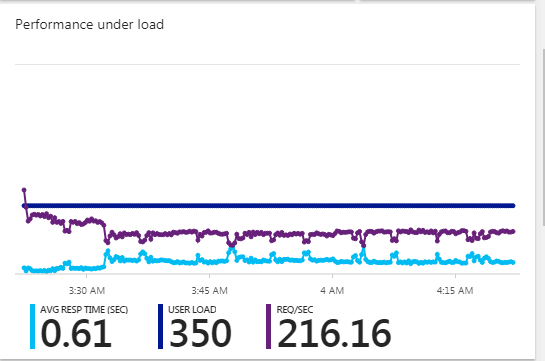 Performance under load
3:30 AM 3:45 AM 4 AM 4:15 AM
AVG RESP TIME (SEC) USER LOAD REQ/SEC
0.61 350 216.16